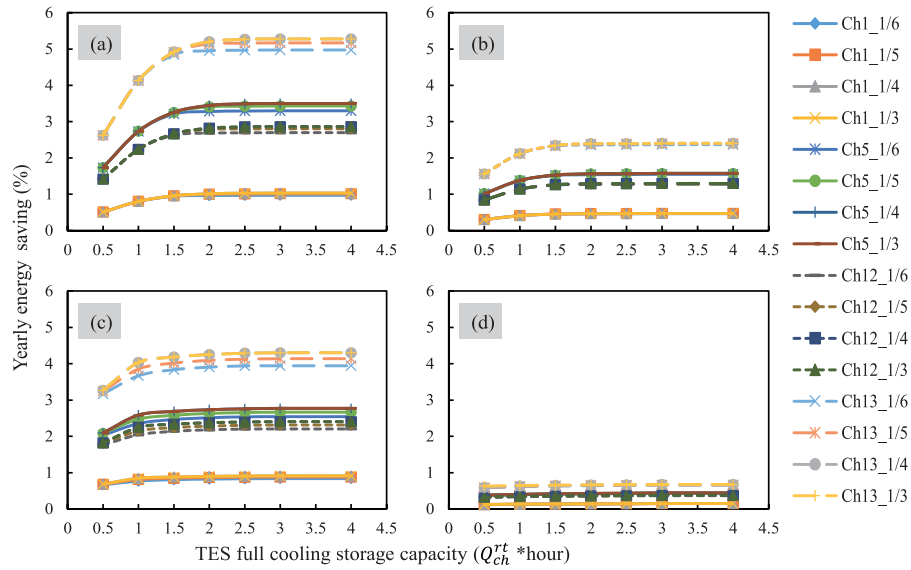 (a)
6
5
4
3
2
1
0
0 0.5 1 1.5 2 2.5 3 3.5 4 4.5
(b)
6
5
4
3
2
1
0
0 0.5 1 1.5 2 2.5 3 3.5 4 4.5
(c)
6
5
4
3
2
1
0
0 0.5 1 1.5 2 2.5 3 3.5 4 4.5
(d)
6
5
4
3
2
1
0
0 0.5 1 1.5 2 2.5 3 3.5 4 4.5
Yearly energy saving (%)
TES full cooling storage capacity (Q_{ch}^{rt} *hour)
Ch1_1/6
Ch1_1/5
Ch1_1/4
Ch1_1/3
Ch5_1/6
Ch5_1/5
Ch5_1/4
Ch5_1/3
Ch12_1/6
Ch12_1/5
Ch12_1/4
Ch12_1/3
Ch13_1/6
Ch13_1/5
Ch13_1/4
Ch13_1/3